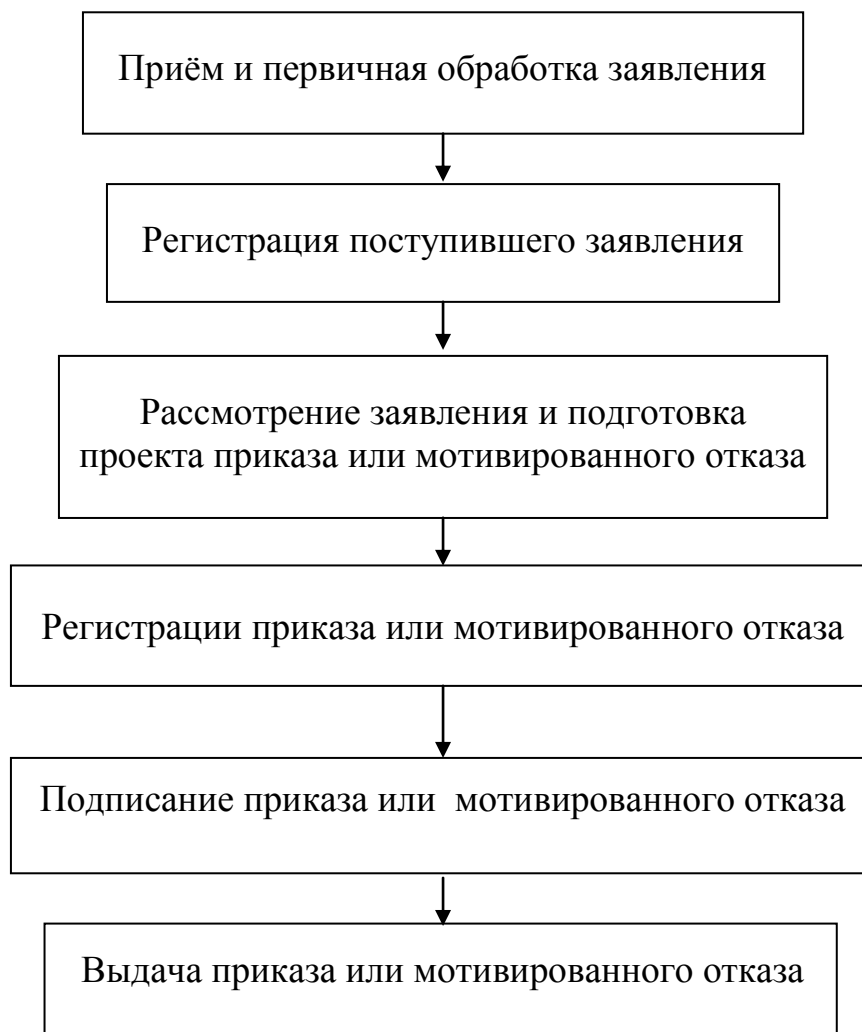 Приём и первичная обработка заявления
Регистрация поступившего заявления
Рассмотрение заявления и подготовка
проекта приказа или мотивированного отказа
Регистрации приказа или мотивированного отказа
Подписание приказа или  мотивированного отказа
Выдача приказа или мотивированного отказа